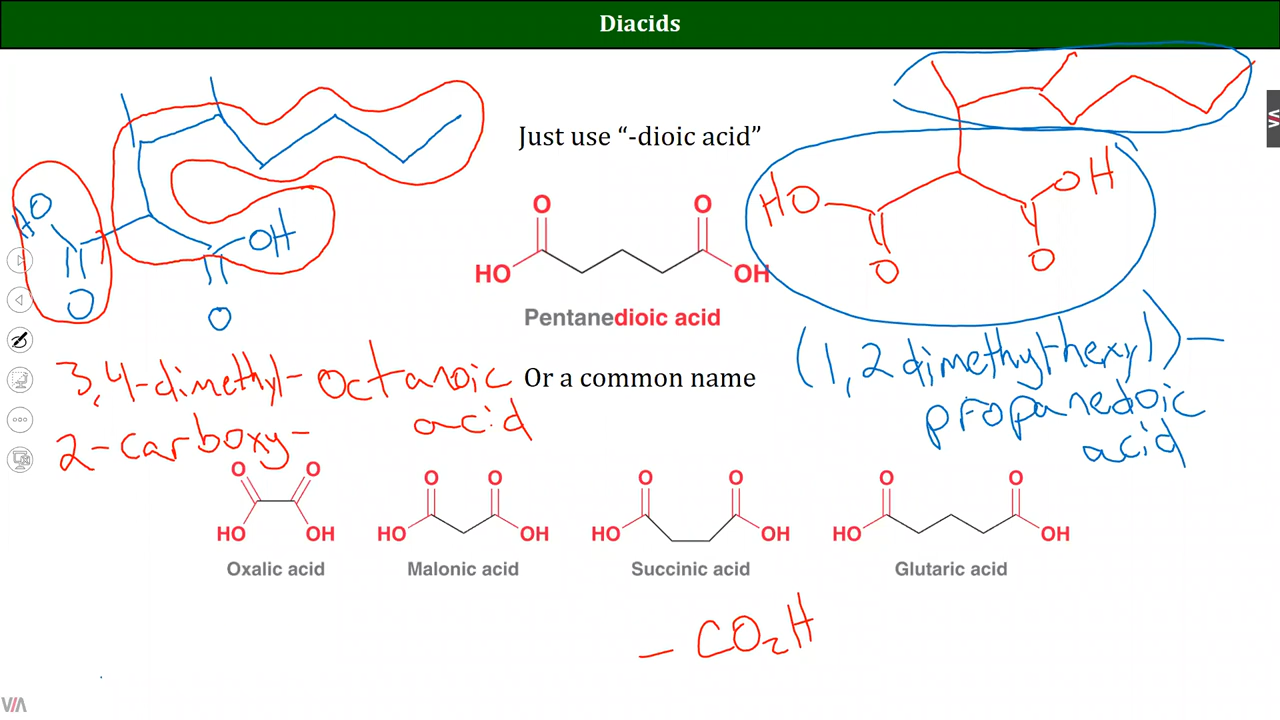 Diacids
Just use “-dioic acid”
HO
O
OH
O
O
O
HO
OH
Pentanedioic acid
HO
O
OH
O
3,4-dimethyl- octanoic
acid
2-carboxy-
Or a common name
(1,2 dimethylhexyl)-
propanedoic
acid
O
O
HO
OH
Oxalic acid
O
O
HO
OH
Malonic acid
O
O
HO
OH
Succinic acid
O
O
HO
OH
Glutaric acid
- CO2H
VIA